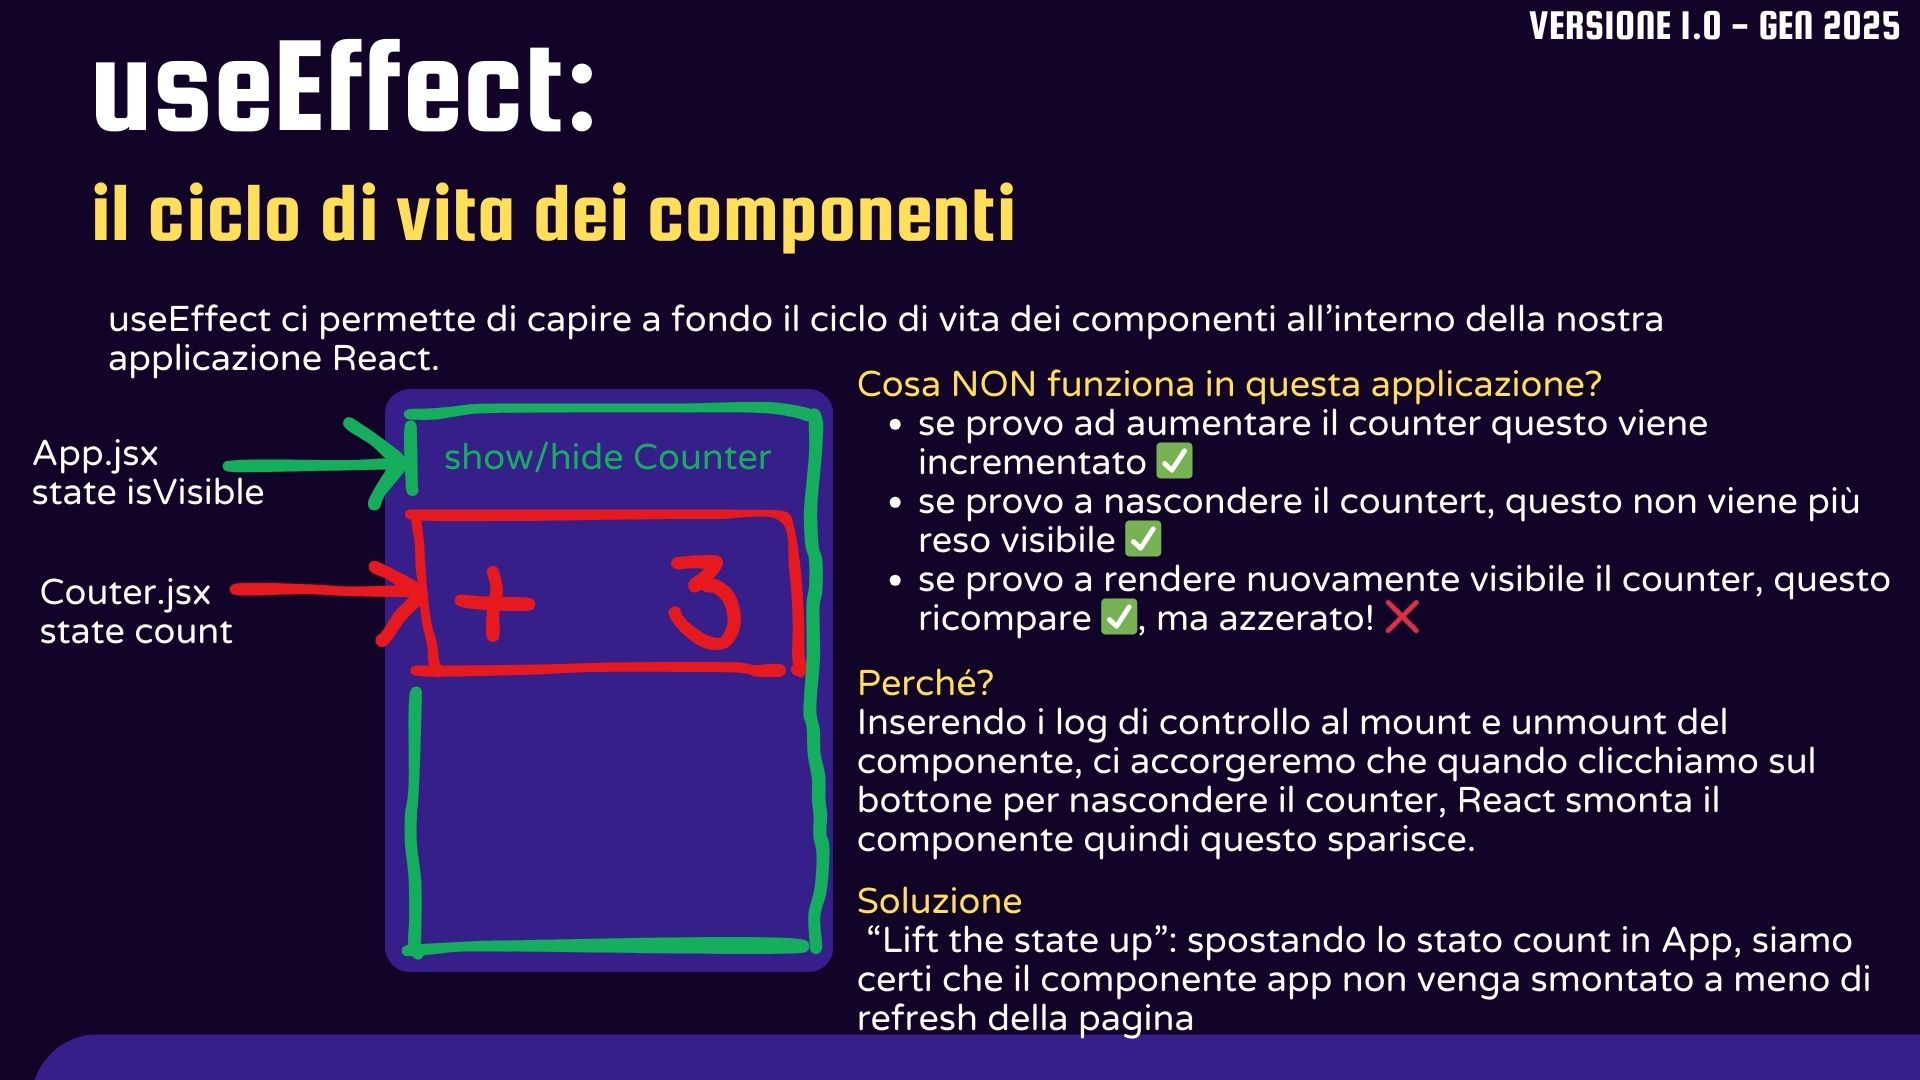 VERSIONE 1.0 - GEN 2025
useEffect:
il ciclo di vita dei componenti
useEffect ci permette di capire a fondo il ciclo di vita dei componenti all’interno della nostra
applicazione React.
App.jsx
state isVisible
show/hide Counter
Couter.jsx
state count
+ 3
Cosa NON funziona in questa applicazione?
• se provo ad aumentare il counter questo viene
incrementato ✅
• se provo a nascondere il countert, questo non viene più
reso visibile ✅
• se provo a rendere nuovamente visibile il counter, questo
ricompare ✅, ma azzerato! ❌
Perché?
Inserendo i log di controllo al mount e unmount del
componente, ci accorgeremo che quando clicchiamo sul
bottone per nascondere il counter, React smonta il
componente quindi questo sparisce.
Soluzione
“Lift the state up”: spostando lo stato count in App, siamo
certi che il componente app non venga smontato a meno di
refresh della pagina